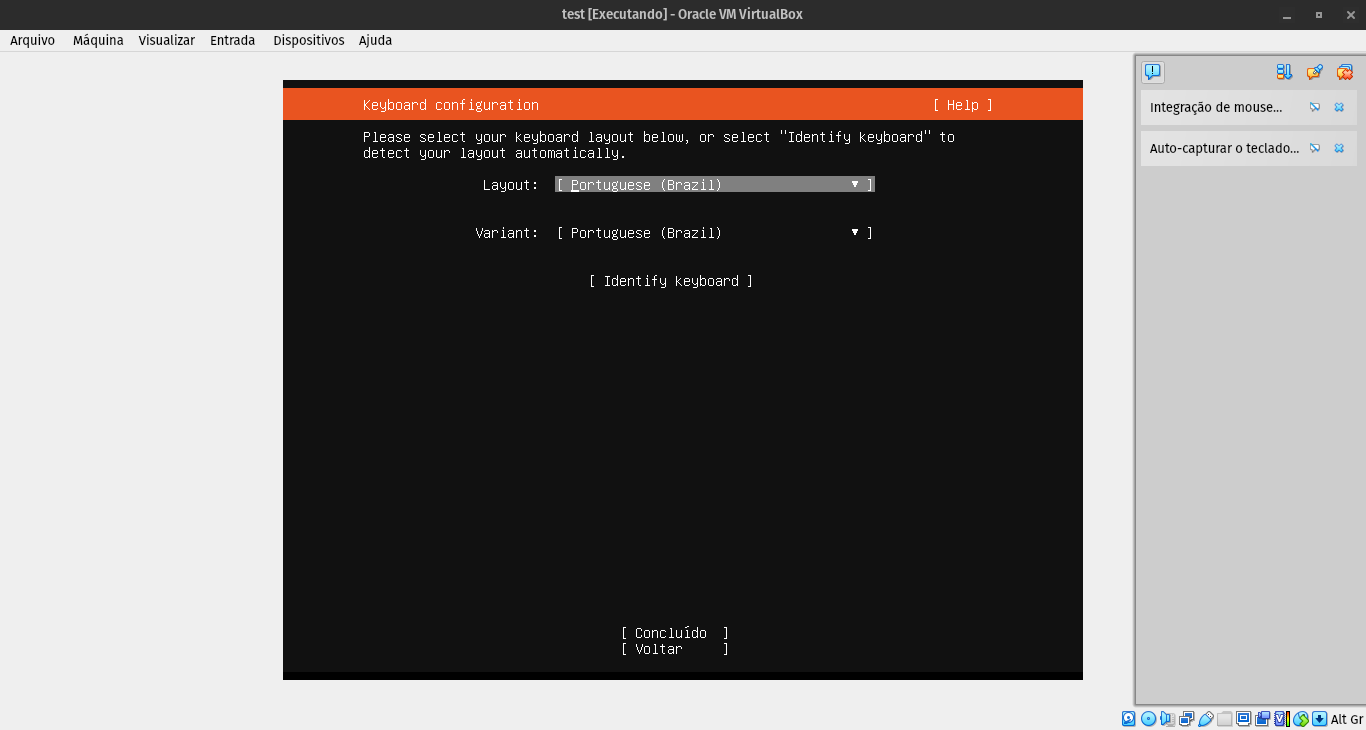 test [Executando] - Oracle VM VirtualBox
Arquivo Máquina Visualizar Entrada Dispositivos Ajuda
Keyboard configuration [ Help ]
Please select your keyboard layout below, or select "Identify keyboard" to
detect your layout automatically.
Layout: [ Portuguese (Brazil) ▾ ]
Variant: [ Portuguese (Brazil) ▾ ]
[ Identify keyboard ]
[ Concluído ]
[ Voltar ]
Integração de mouse...
Auto-capturar o teclado...
Alt Gr